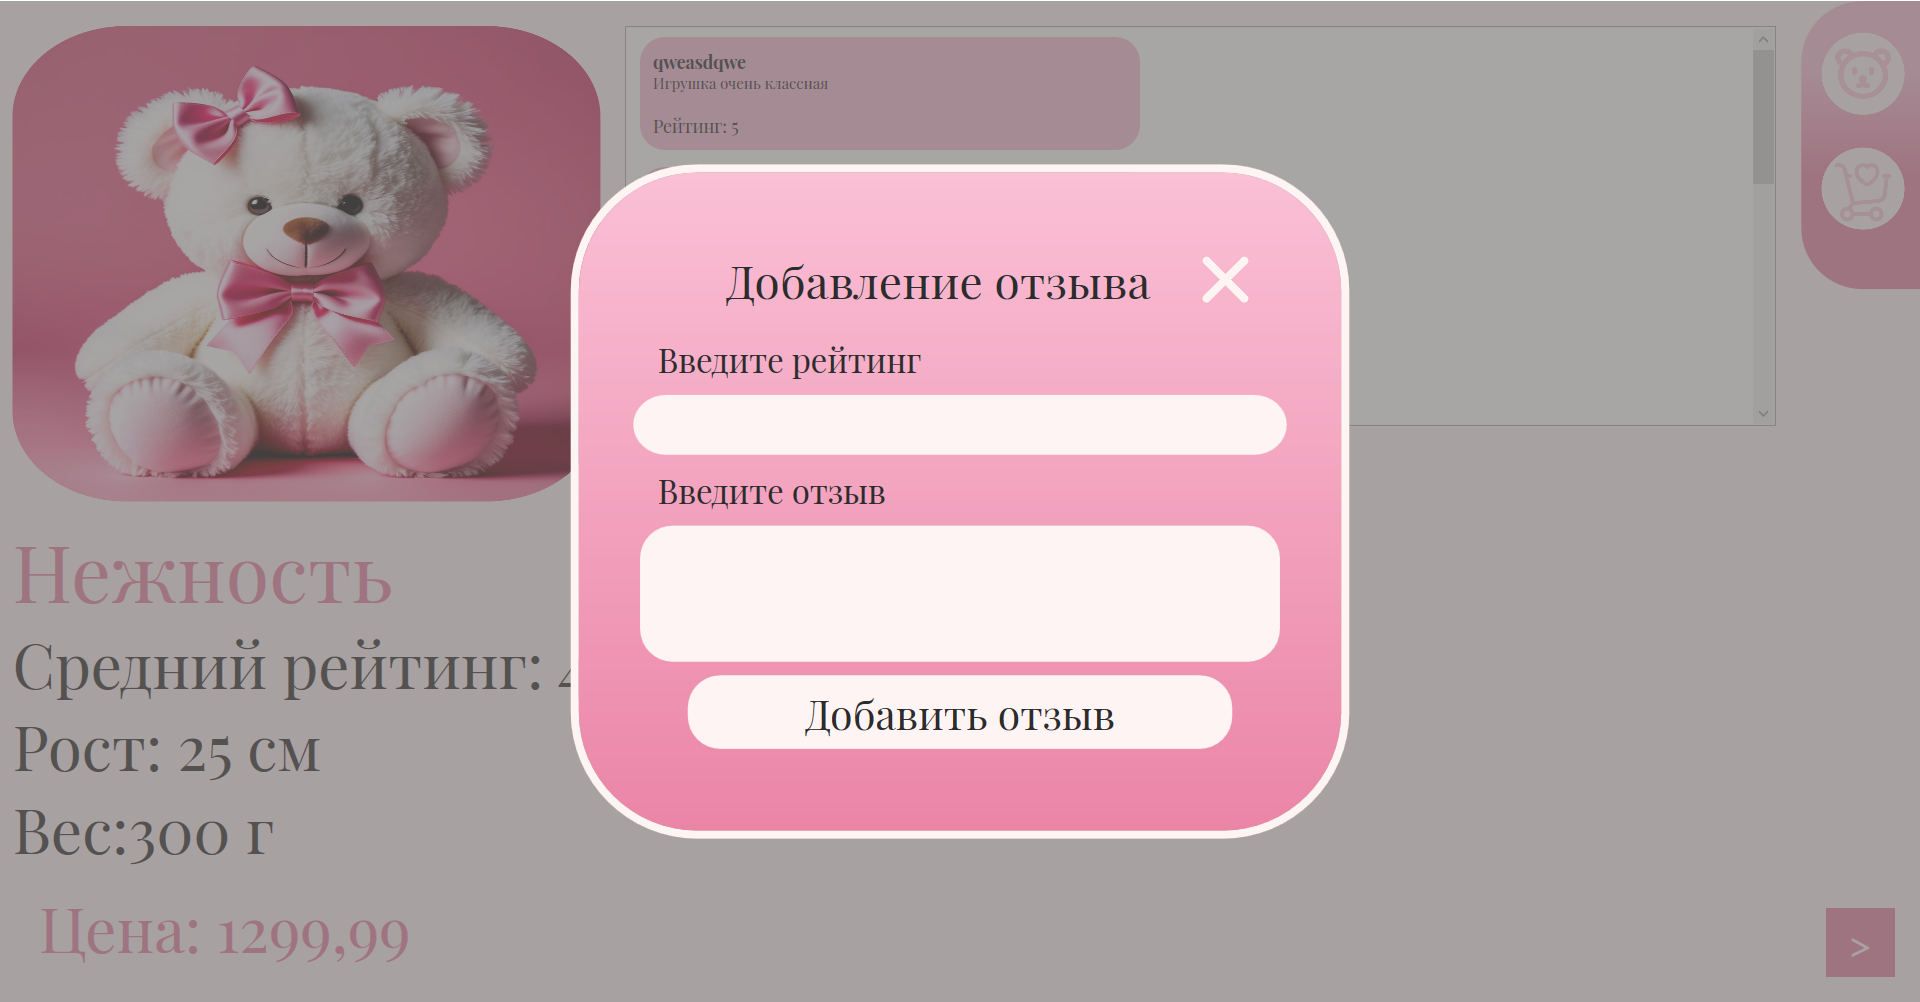 qweasdqwe
Игрушка очень классная
Рейтинг: 5
Добавление отзыва
Введите рейтинг
Введите отзыв
Добавить отзыв
Нежность
Средний рейтинг:
Рост: 25 см
Вес:300 г
Цена: 1299,99
>